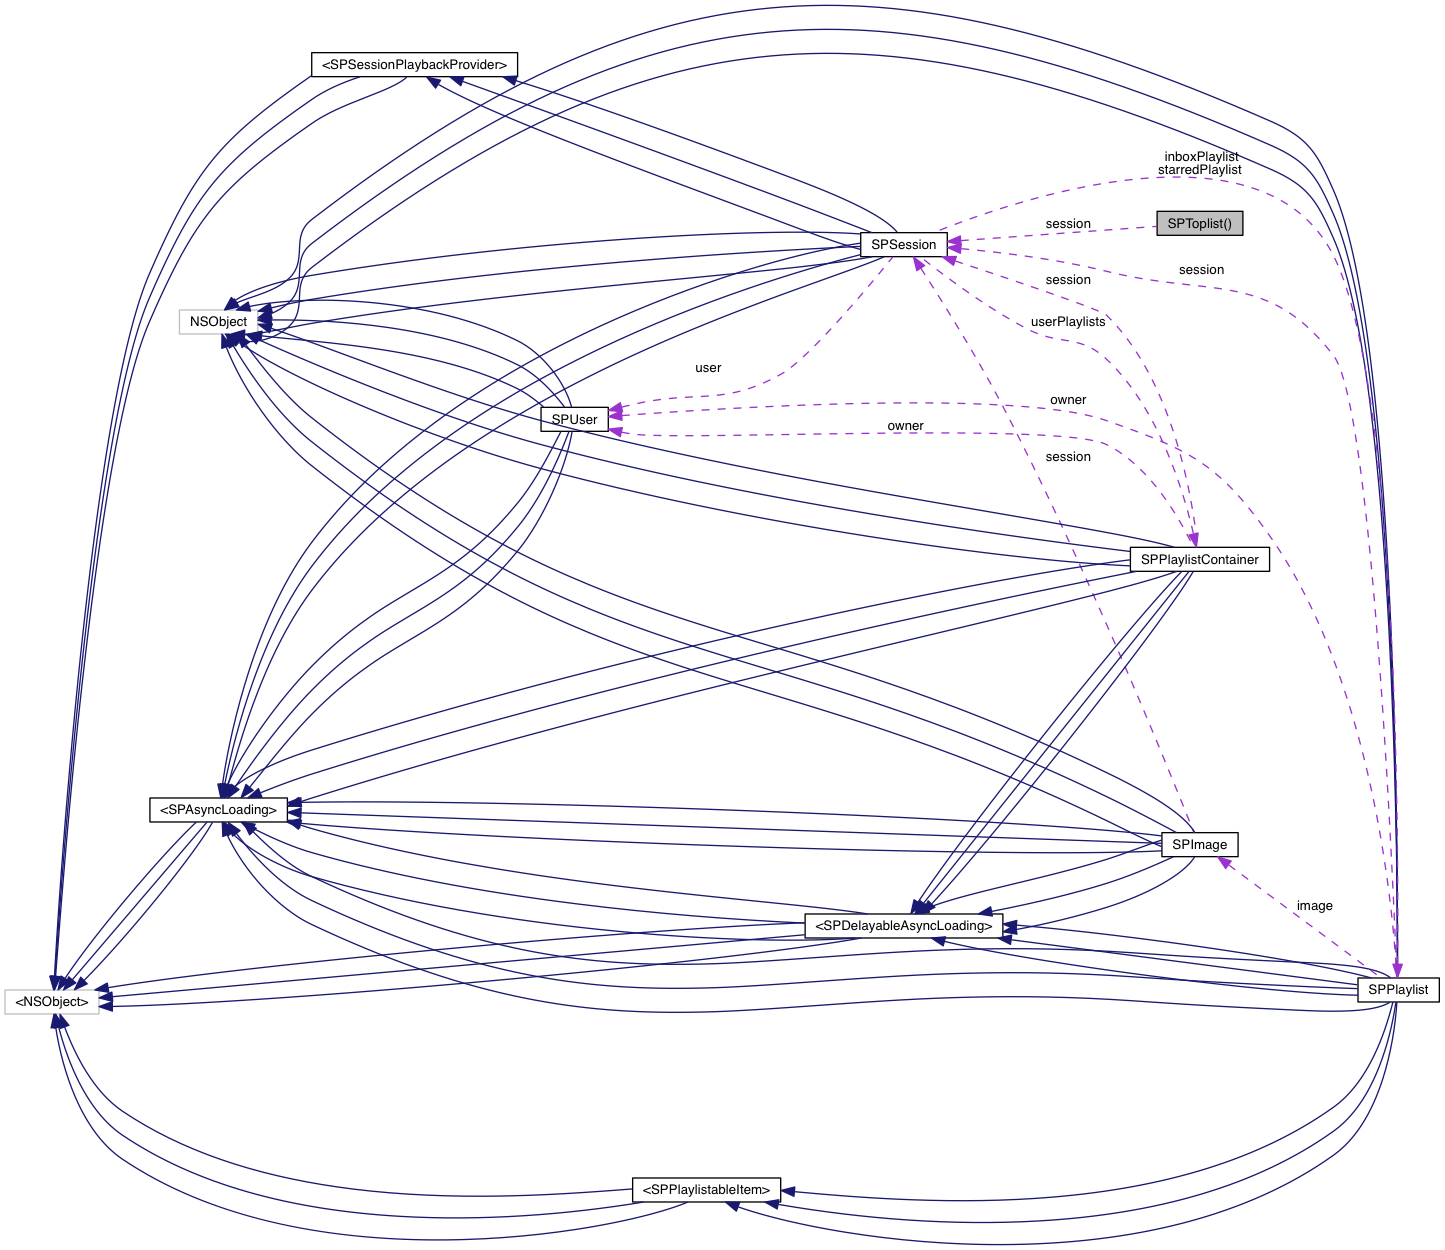 <SPSessionPlaybackProvider>
inboxPlaylist
starredPlaylist
session
SPToplist()
SPSession
session
session
NSObject
userPlaylists
user
owner
SPUser
owner
session
SPPlaylistContainer
<SPAsyncLoading>
SPImage
image
<SPDelayableAsyncLoading>
SPPlaylist
<NSObject>
<SPPlaylistableItem>